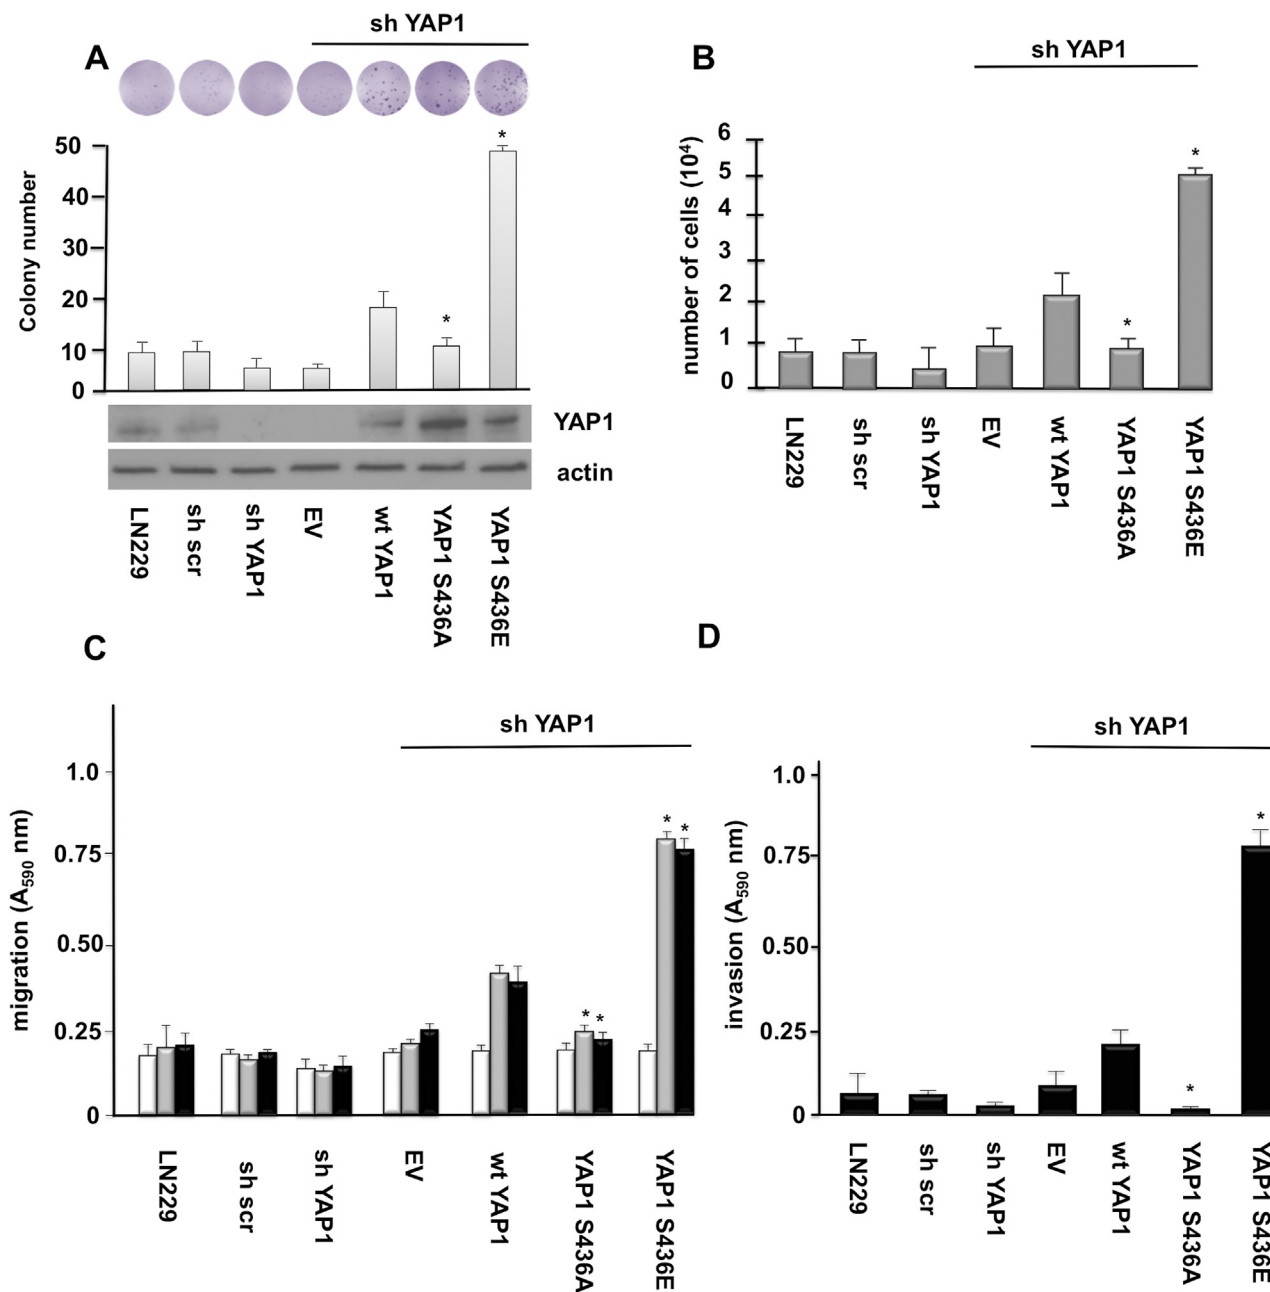 A
sh YAP1
Colony number
50
40
30
20
10
0
*
*
YAP1
actin
LN229
sh scr
sh YAP1
EV
wt YAP1
YAP1 S436A
YAP1 S436E
B
sh YAP1
number of cells (10⁴)
6
5
4
3
2
1
0
*
*
LN229
sh scr
sh YAP1
EV
wt YAP1
YAP1 S436A
YAP1 S436E
C
sh YAP1
migration (A₅₉₀ nm)
1.0
0.75
0.50
0.25
0
* *
* *
LN229
sh scr
sh YAP1
EV
wt YAP1
YAP1 S436A
YAP1 S436E
D
sh YAP1
invasion (A₅₉₀ nm)
1.0
0.75
0.50
0.25
0
*
*
LN229
sh scr
sh YAP1
EV
wt YAP1
YAP1 S436A
YAP1 S436E